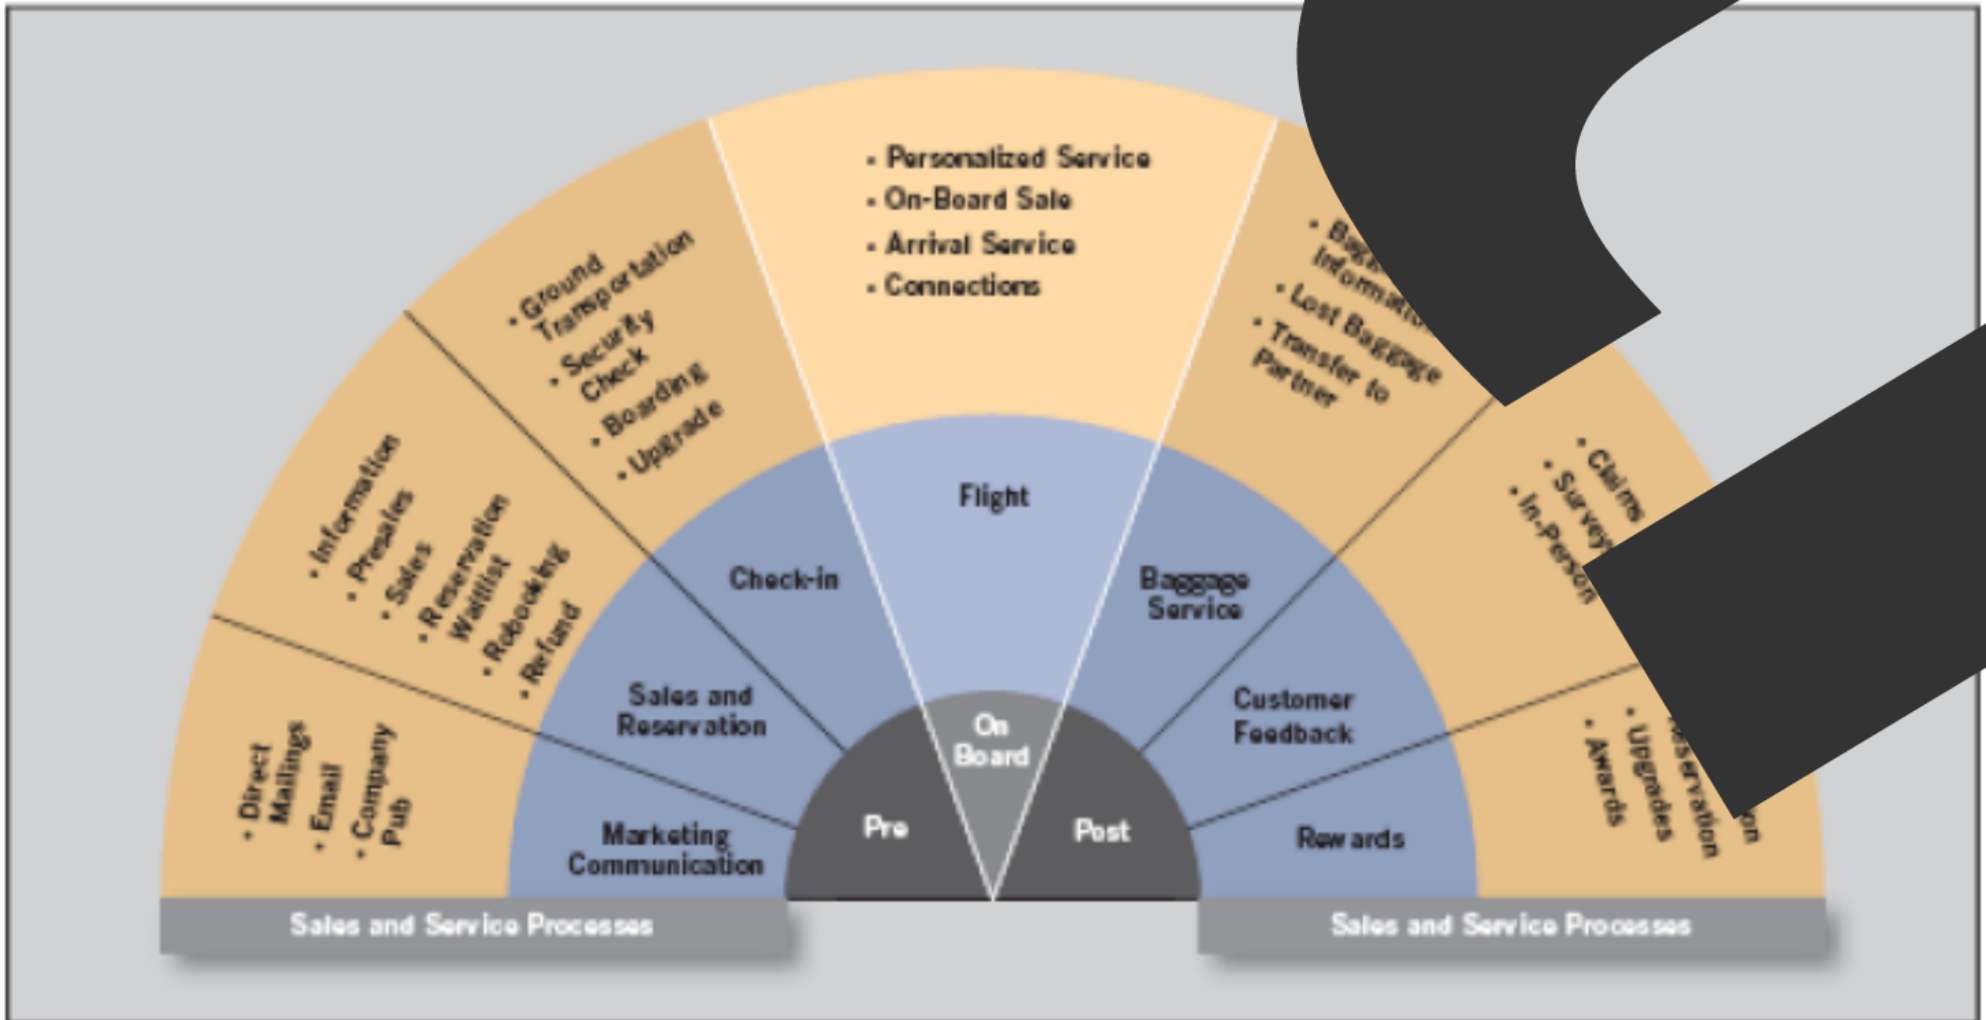 • Personalized Service
• On-Board Sale
• Arrival Service
• Connections
• Ground
Transportation
• Security
Check
• Boarding
• Upgrade
• Information
• Presales
• Sales
• Reservation
Waitlist
• Robooking
• Refund
• Direct
Mailings
• Email
• Company
Pub
•
• Lost Baggage
• Transfer to
Partner
• Claims
•
• In-Person
• Upgrades
• Awards
Flight
Check-in
Baggage
Service
Sales and
Reservation
Customer
Feedback
Marketing
Communication
Rewards
On
Board
Pre
Post
Sales and Service Processes
Sales and Service Processes